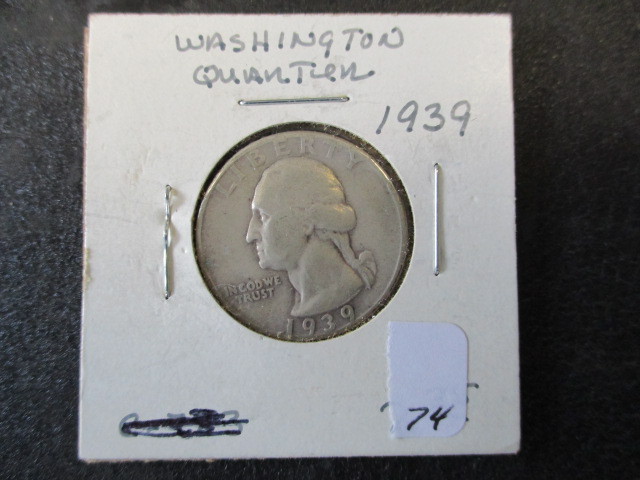 WASHINGTON
QUARTER
1939
LIBERTY
IN GOD WE
TRUST
1939
74